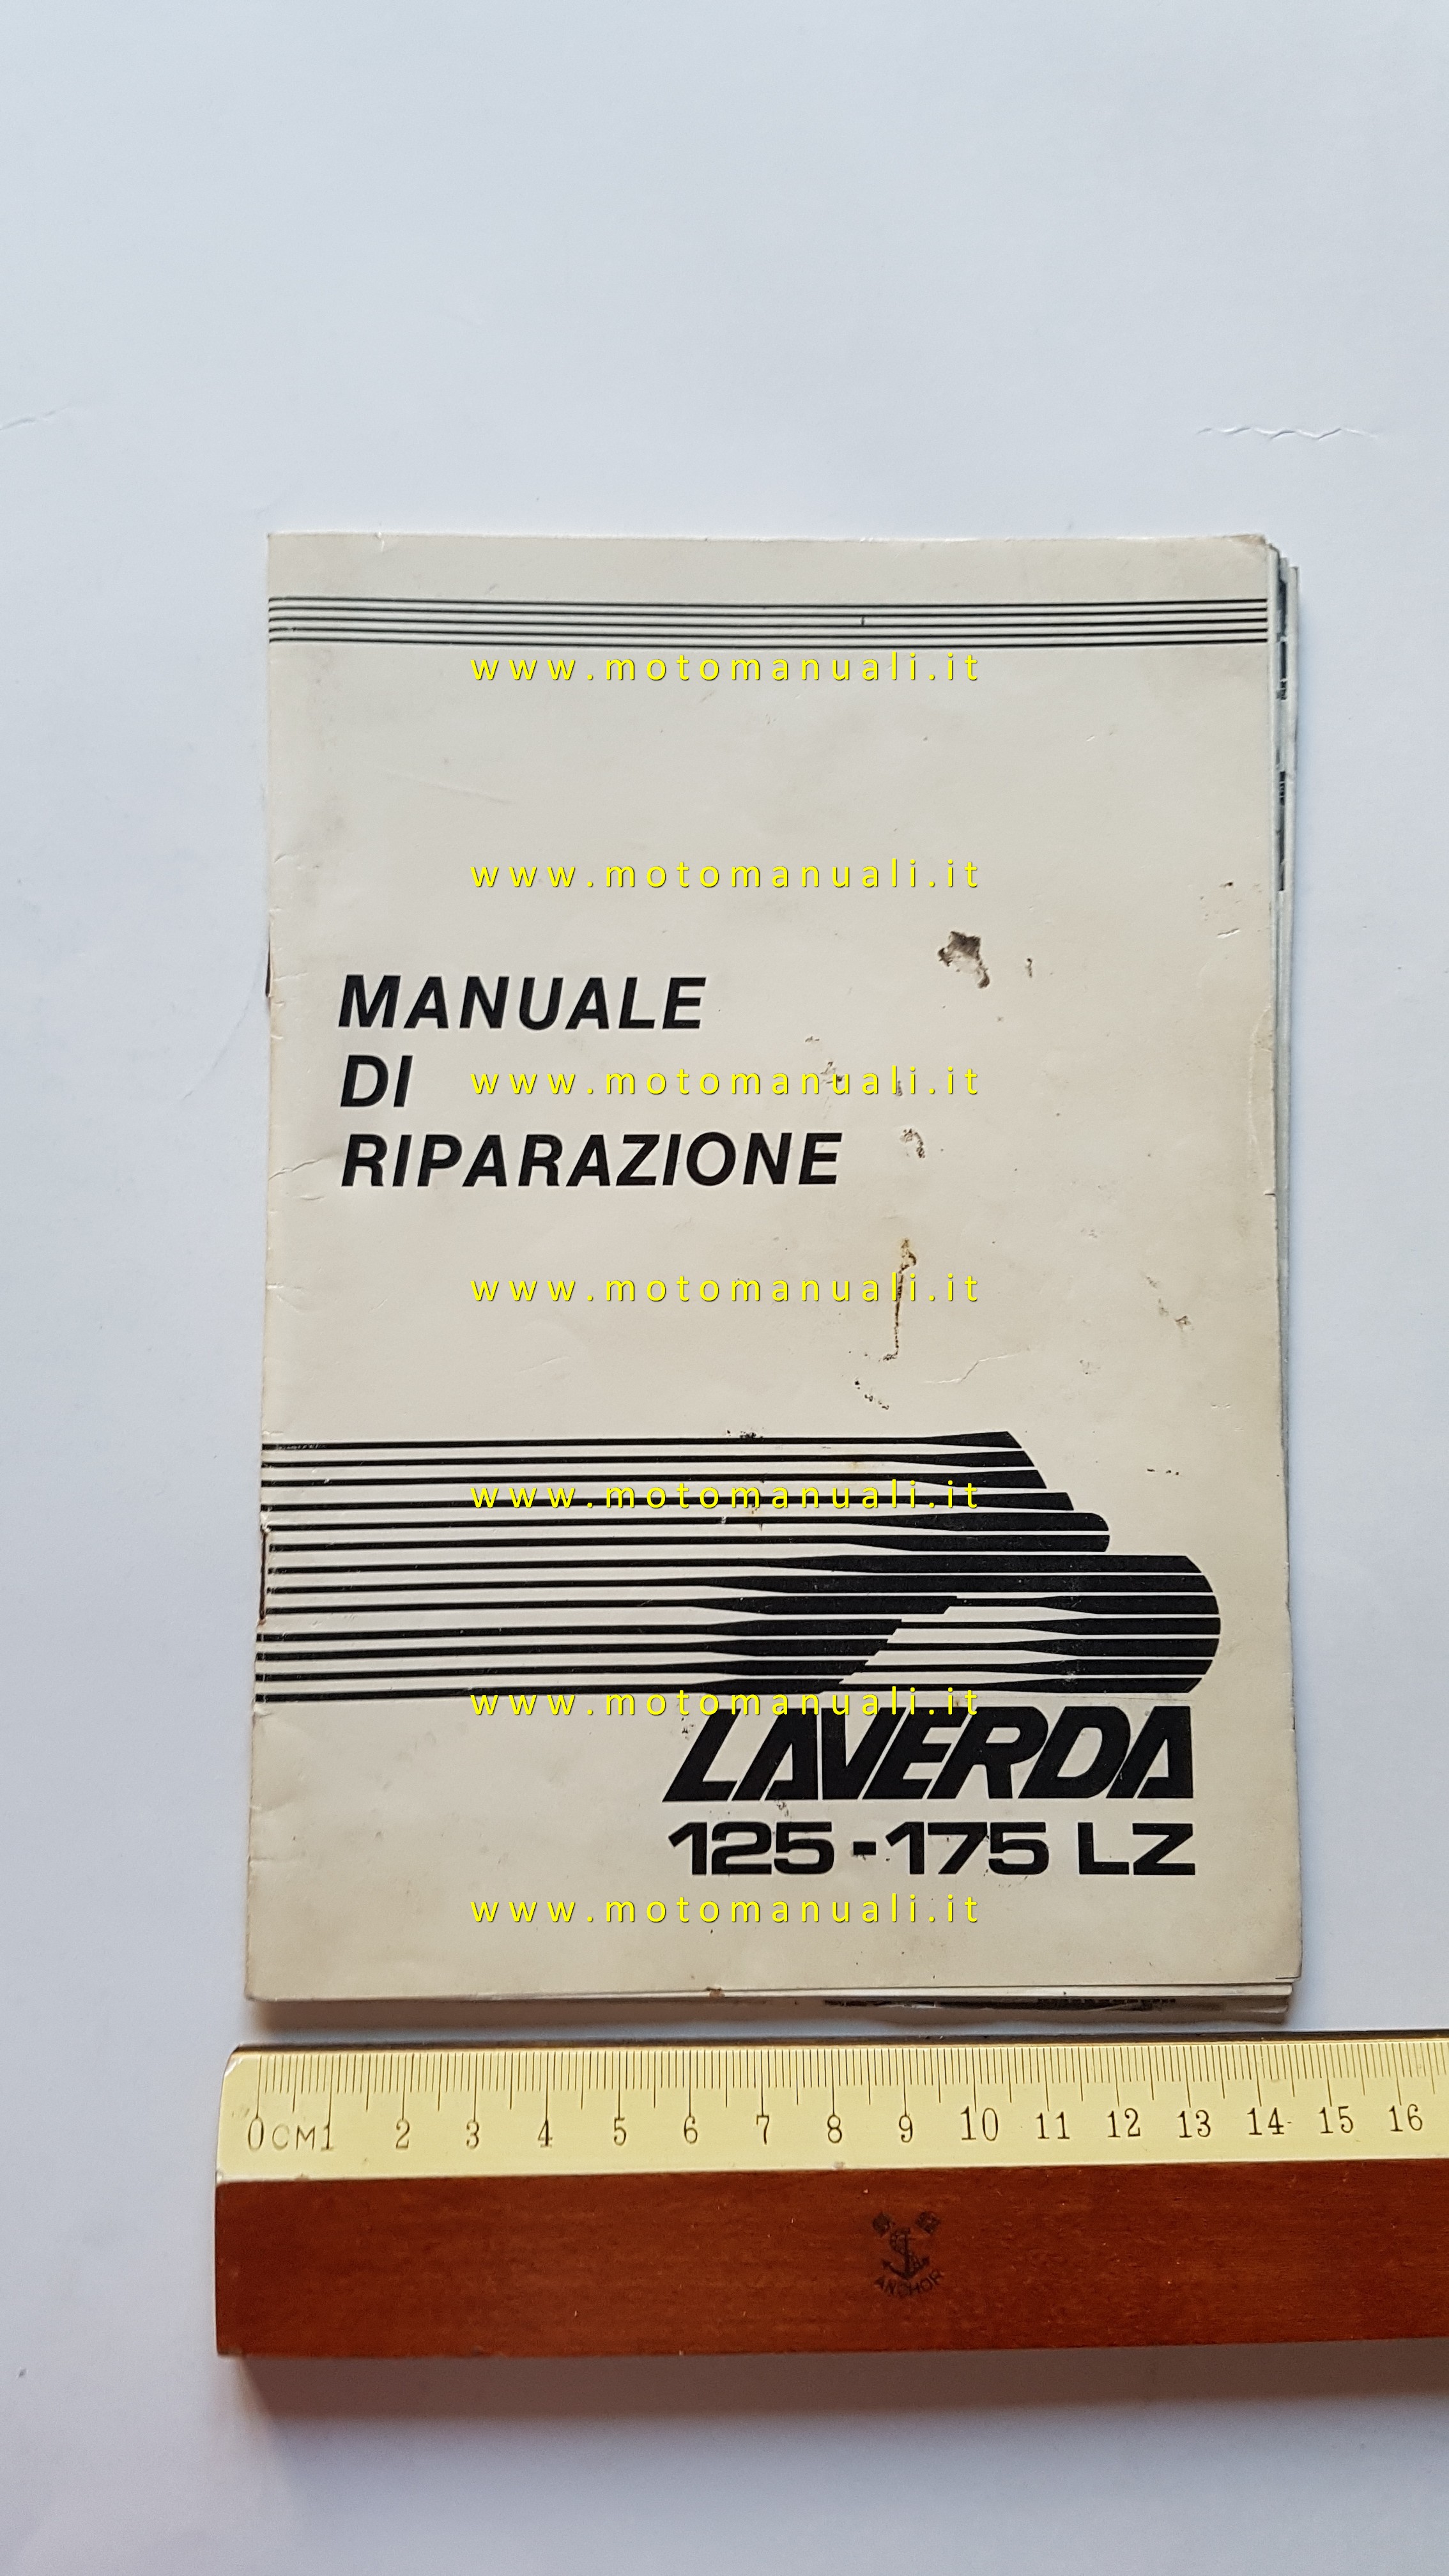 www.motomanuali.it
www.motomanuali.it
MANUALE
DI
www.motomanuali.it
RIPARAZIONE
www.motomanuali.it
www.motomanuali.it
www.motomanuali.it
LAVERDA
125-175 LZ
www.motomanuali.it
0CM1 2 3 4 5 6 7 8 9 10 11 12 13 14 15 16
ANCHOR